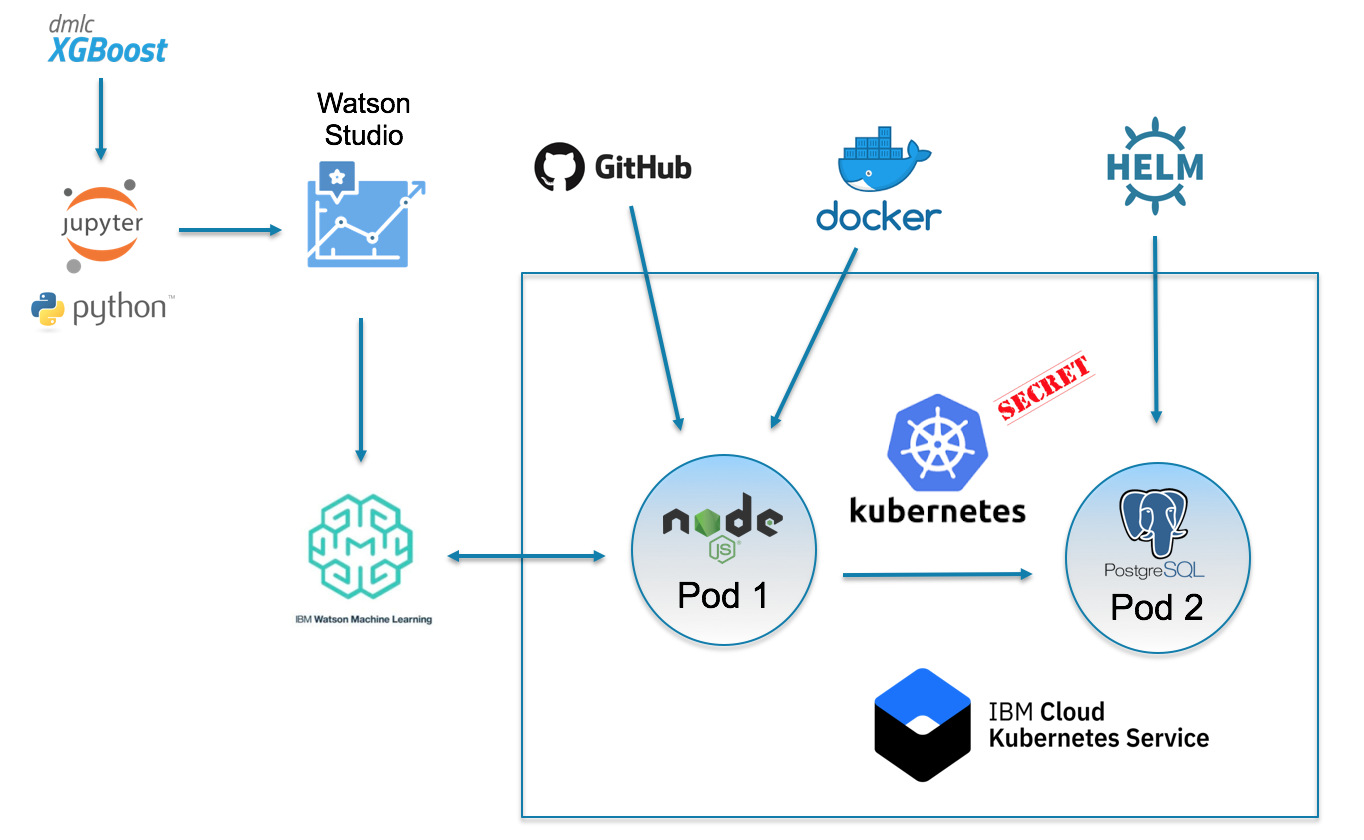 dmlc
XGBoost
Watson
Studio
GitHub
docker
HELM
jupyter
python™
SECRET
kubernetes
node
JS®
Pod 1
PostgreSQL
Pod 2
IBM Watson Machine Learning
IBM Cloud
Kubernetes Service